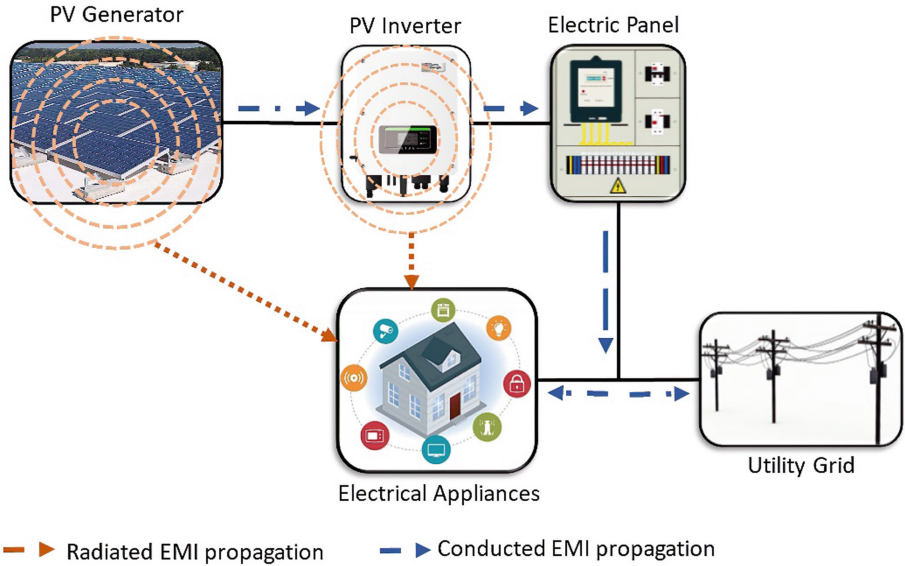 PV Generator
PV Inverter
Electric Panel
Electrical Appliances
Utility Grid
Radiated EMI propagation
Conducted EMI propagation